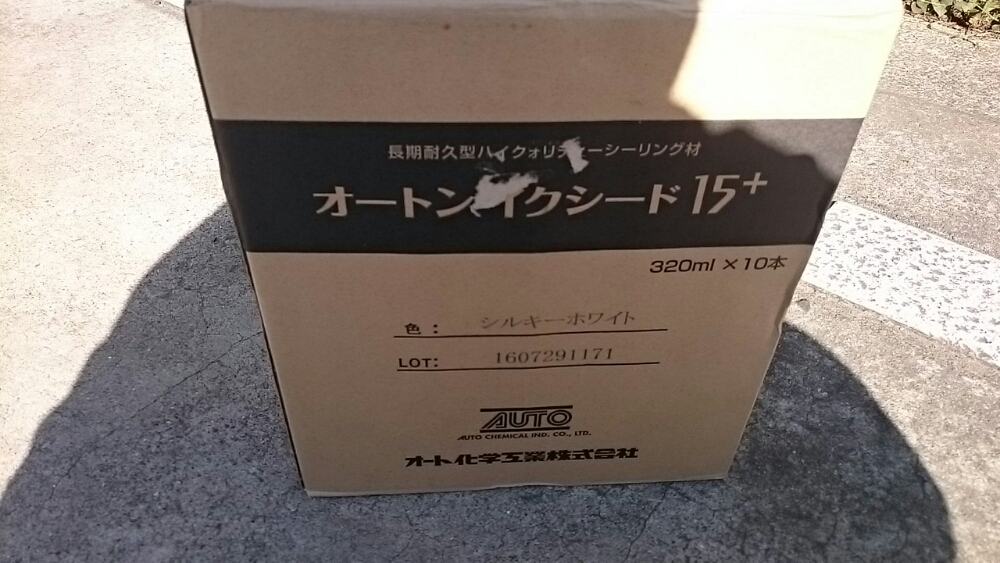 長期耐久型ハイクォリティーシーリング材
オートンイクシード 15+
320ml ×10本
色： シルキーホワイト
LOT: 1607291171
AUTO
AUTO CHEMICAL IND. CO., LTD.
オート化学工業株式会社